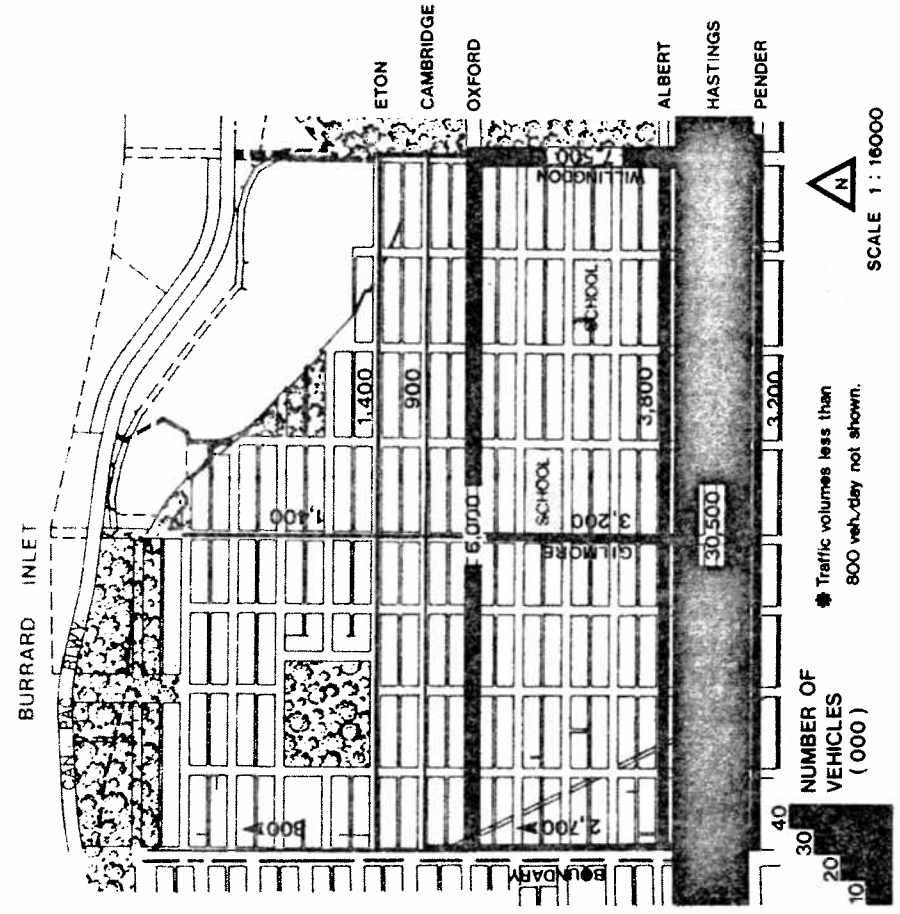 BURRARD INLET
CAN PAC RLWY
ETON
CAMBRIDGE
OXFORD
ALBERT
HASTINGS
PENDER
WILLINGDON
7,500
SCHOOL
1,400
900
3,800
3,200
1,400
SCHOOL
3,200
GILMORE
6,000
30,500
800
2,700
BOUNDARY
N
SCALE 1 : 16000
Traffic volumes less than
800 veh./day not shown.
NUMBER OF
VEHICLES
(000)
40
30
20
10